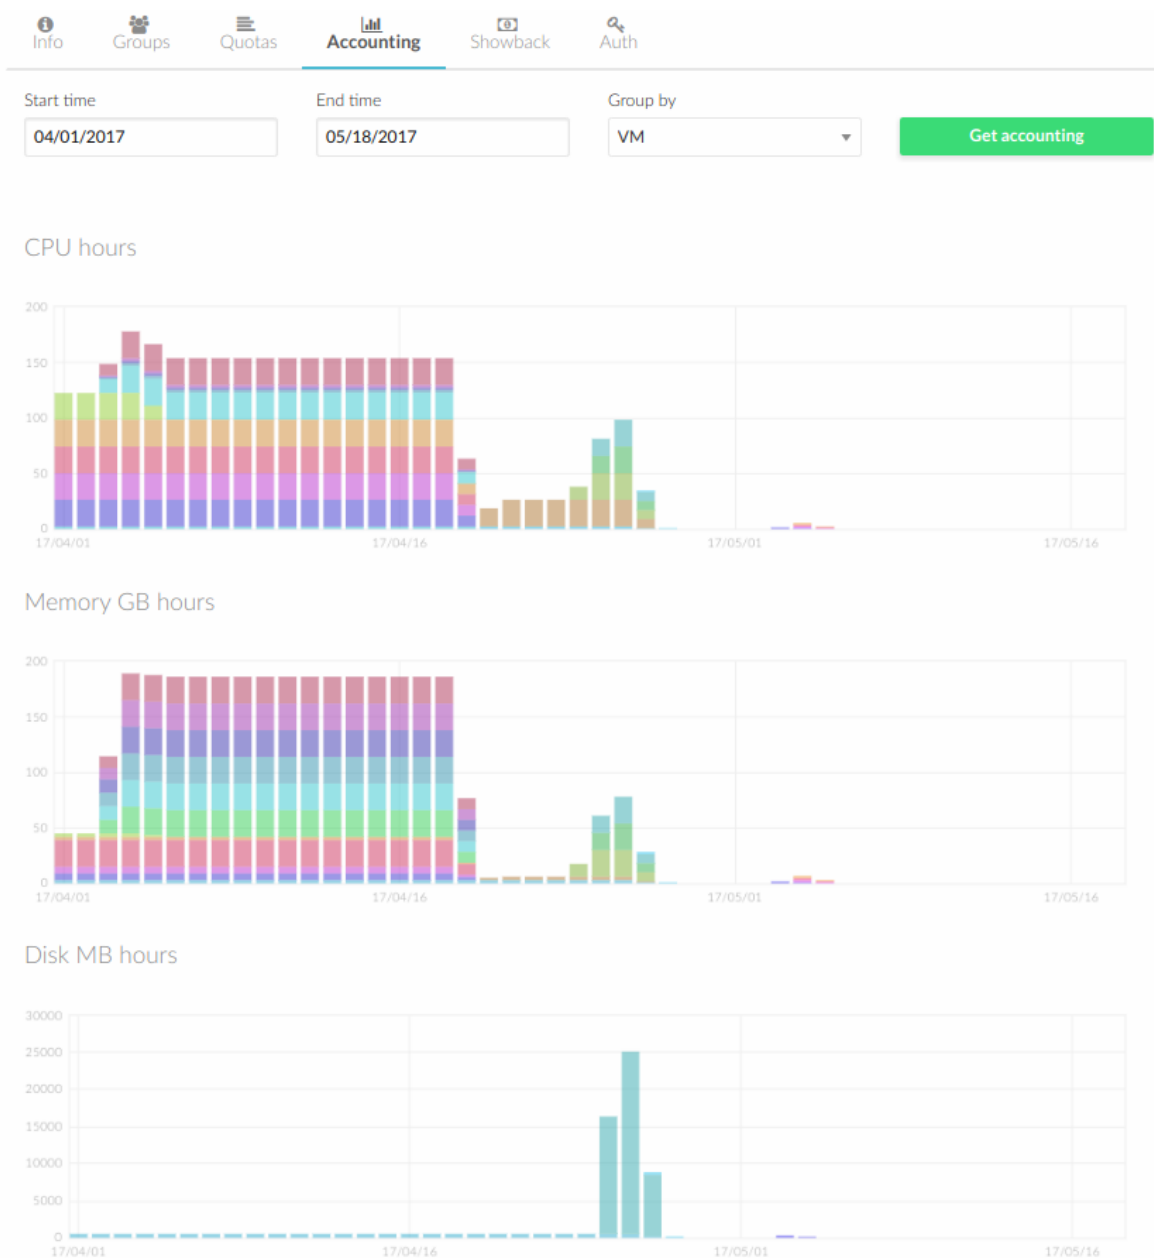 Info Groups Quotas Accounting Showback Auth
Start time End time Group by
04/01/2017 05/18/2017 VM Get accounting
CPU hours
200
150
100
50
0
17/04/01 17/04/16 17/05/01 17/05/16
Memory GB hours
200
150
100
50
0
17/04/01 17/04/16 17/05/01 17/05/16
Disk MB hours
30000
25000
20000
15000
10000
5000
0
17/04/01 17/04/16 17/05/01 17/05/16